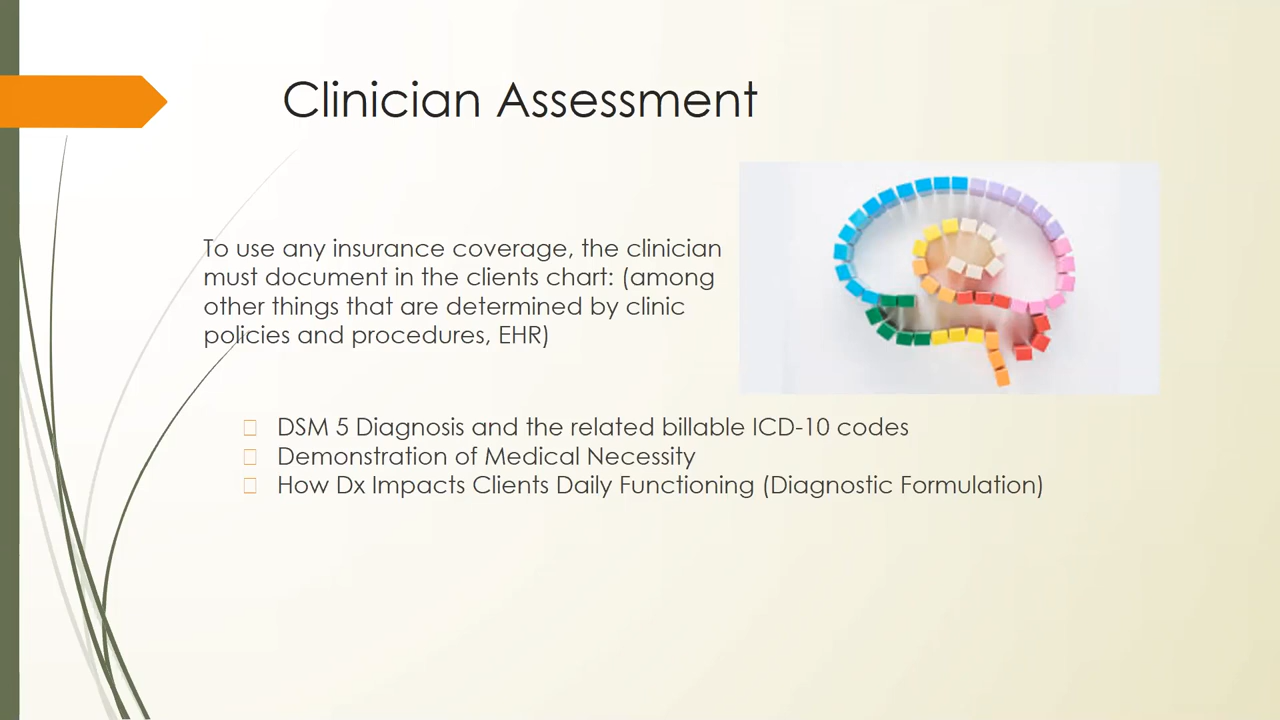 Clinician Assessment
To use any insurance coverage, the clinician
must document in the clients chart: (among
other things that are determined by clinic
policies and procedures, EHR)
DSM 5 Diagnosis and the related billable ICD-10 codes
Demonstration of Medical Necessity
How Dx Impacts Clients Daily Functioning (Diagnostic Formulation)